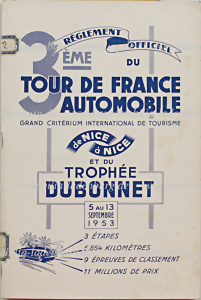 RÈGLEMENT OFFICIEL
3ÈME
DU
TOUR DE FRANCE
AUTOMOBILE
GRAND CRITÉRIUM INTERNATIONAL DE TOURISME
de NICE
à NICE
ET DU
TROPHÉE
DUBONNET
5 AU 13
SEPTEMBRE
1953
3 ÉTAPES
5.854 KILOMÈTRES
9 ÉPREUVES DE CLASSEMENT
11 MILLIONS DE PRIX